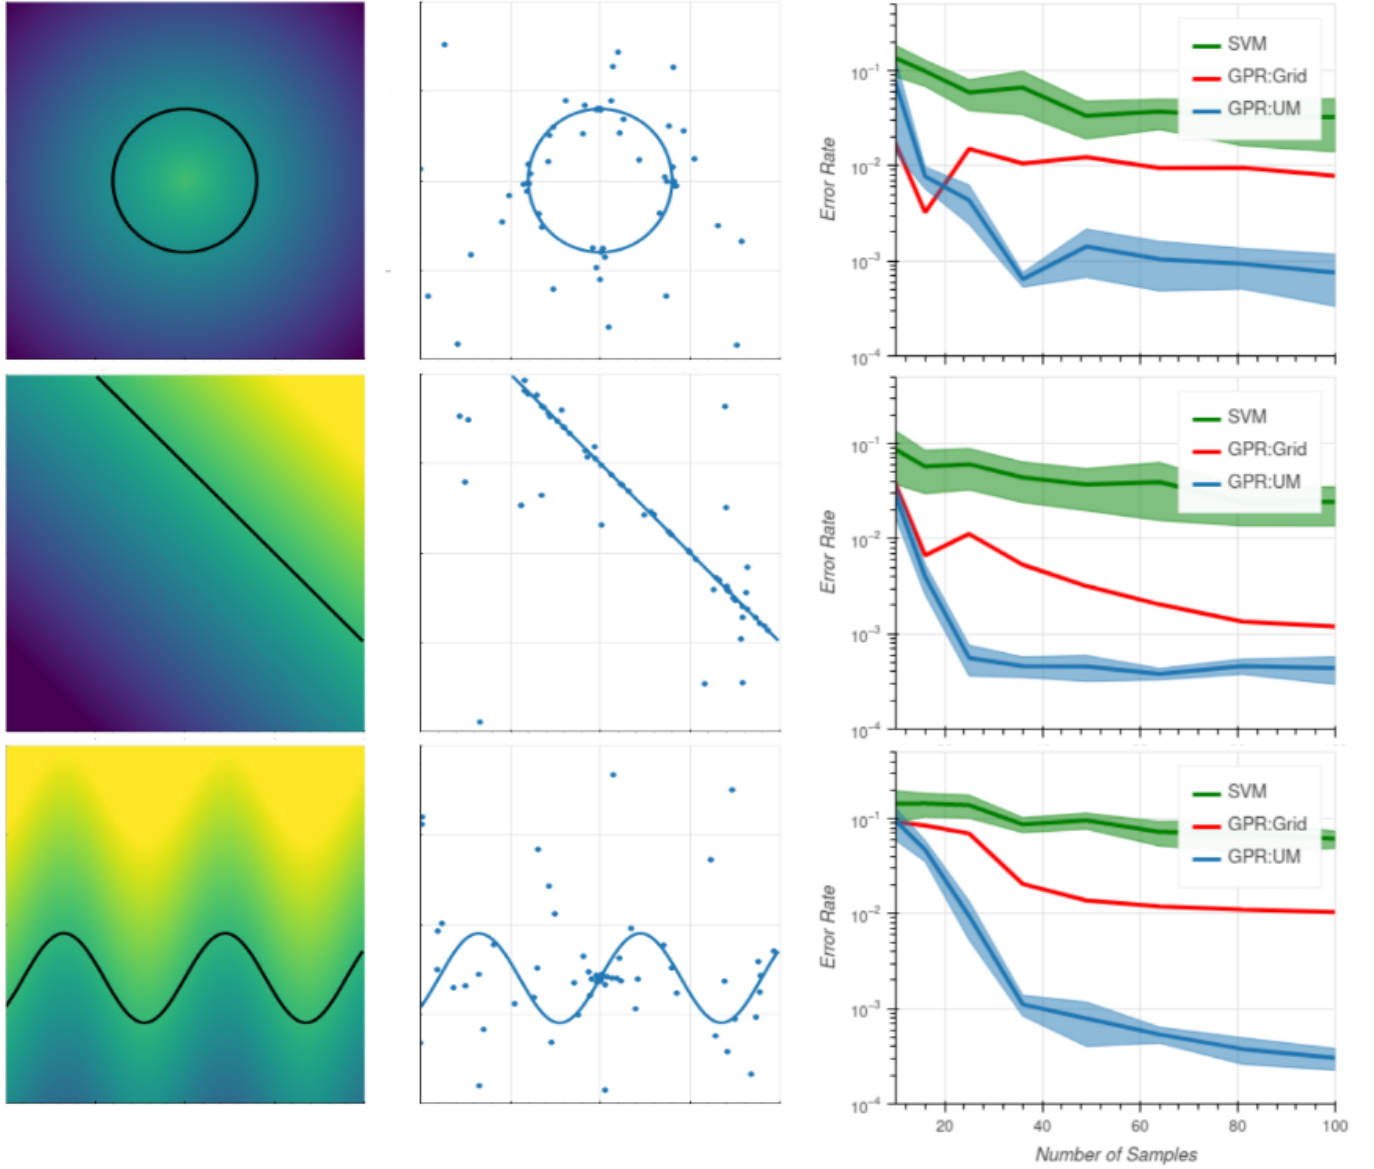 SVM
GPR:Grid
GPR:UM
10⁻¹
10⁻²
10⁻³
10⁻⁴
Error Rate
SVM
GPR:Grid
GPR:UM
10⁻¹
10⁻²
10⁻³
10⁻⁴
Error Rate
SVM
GPR:Grid
GPR:UM
10⁻¹
10⁻²
10⁻³
10⁻⁴
Error Rate
20 40 60 80 100
Number of Samples